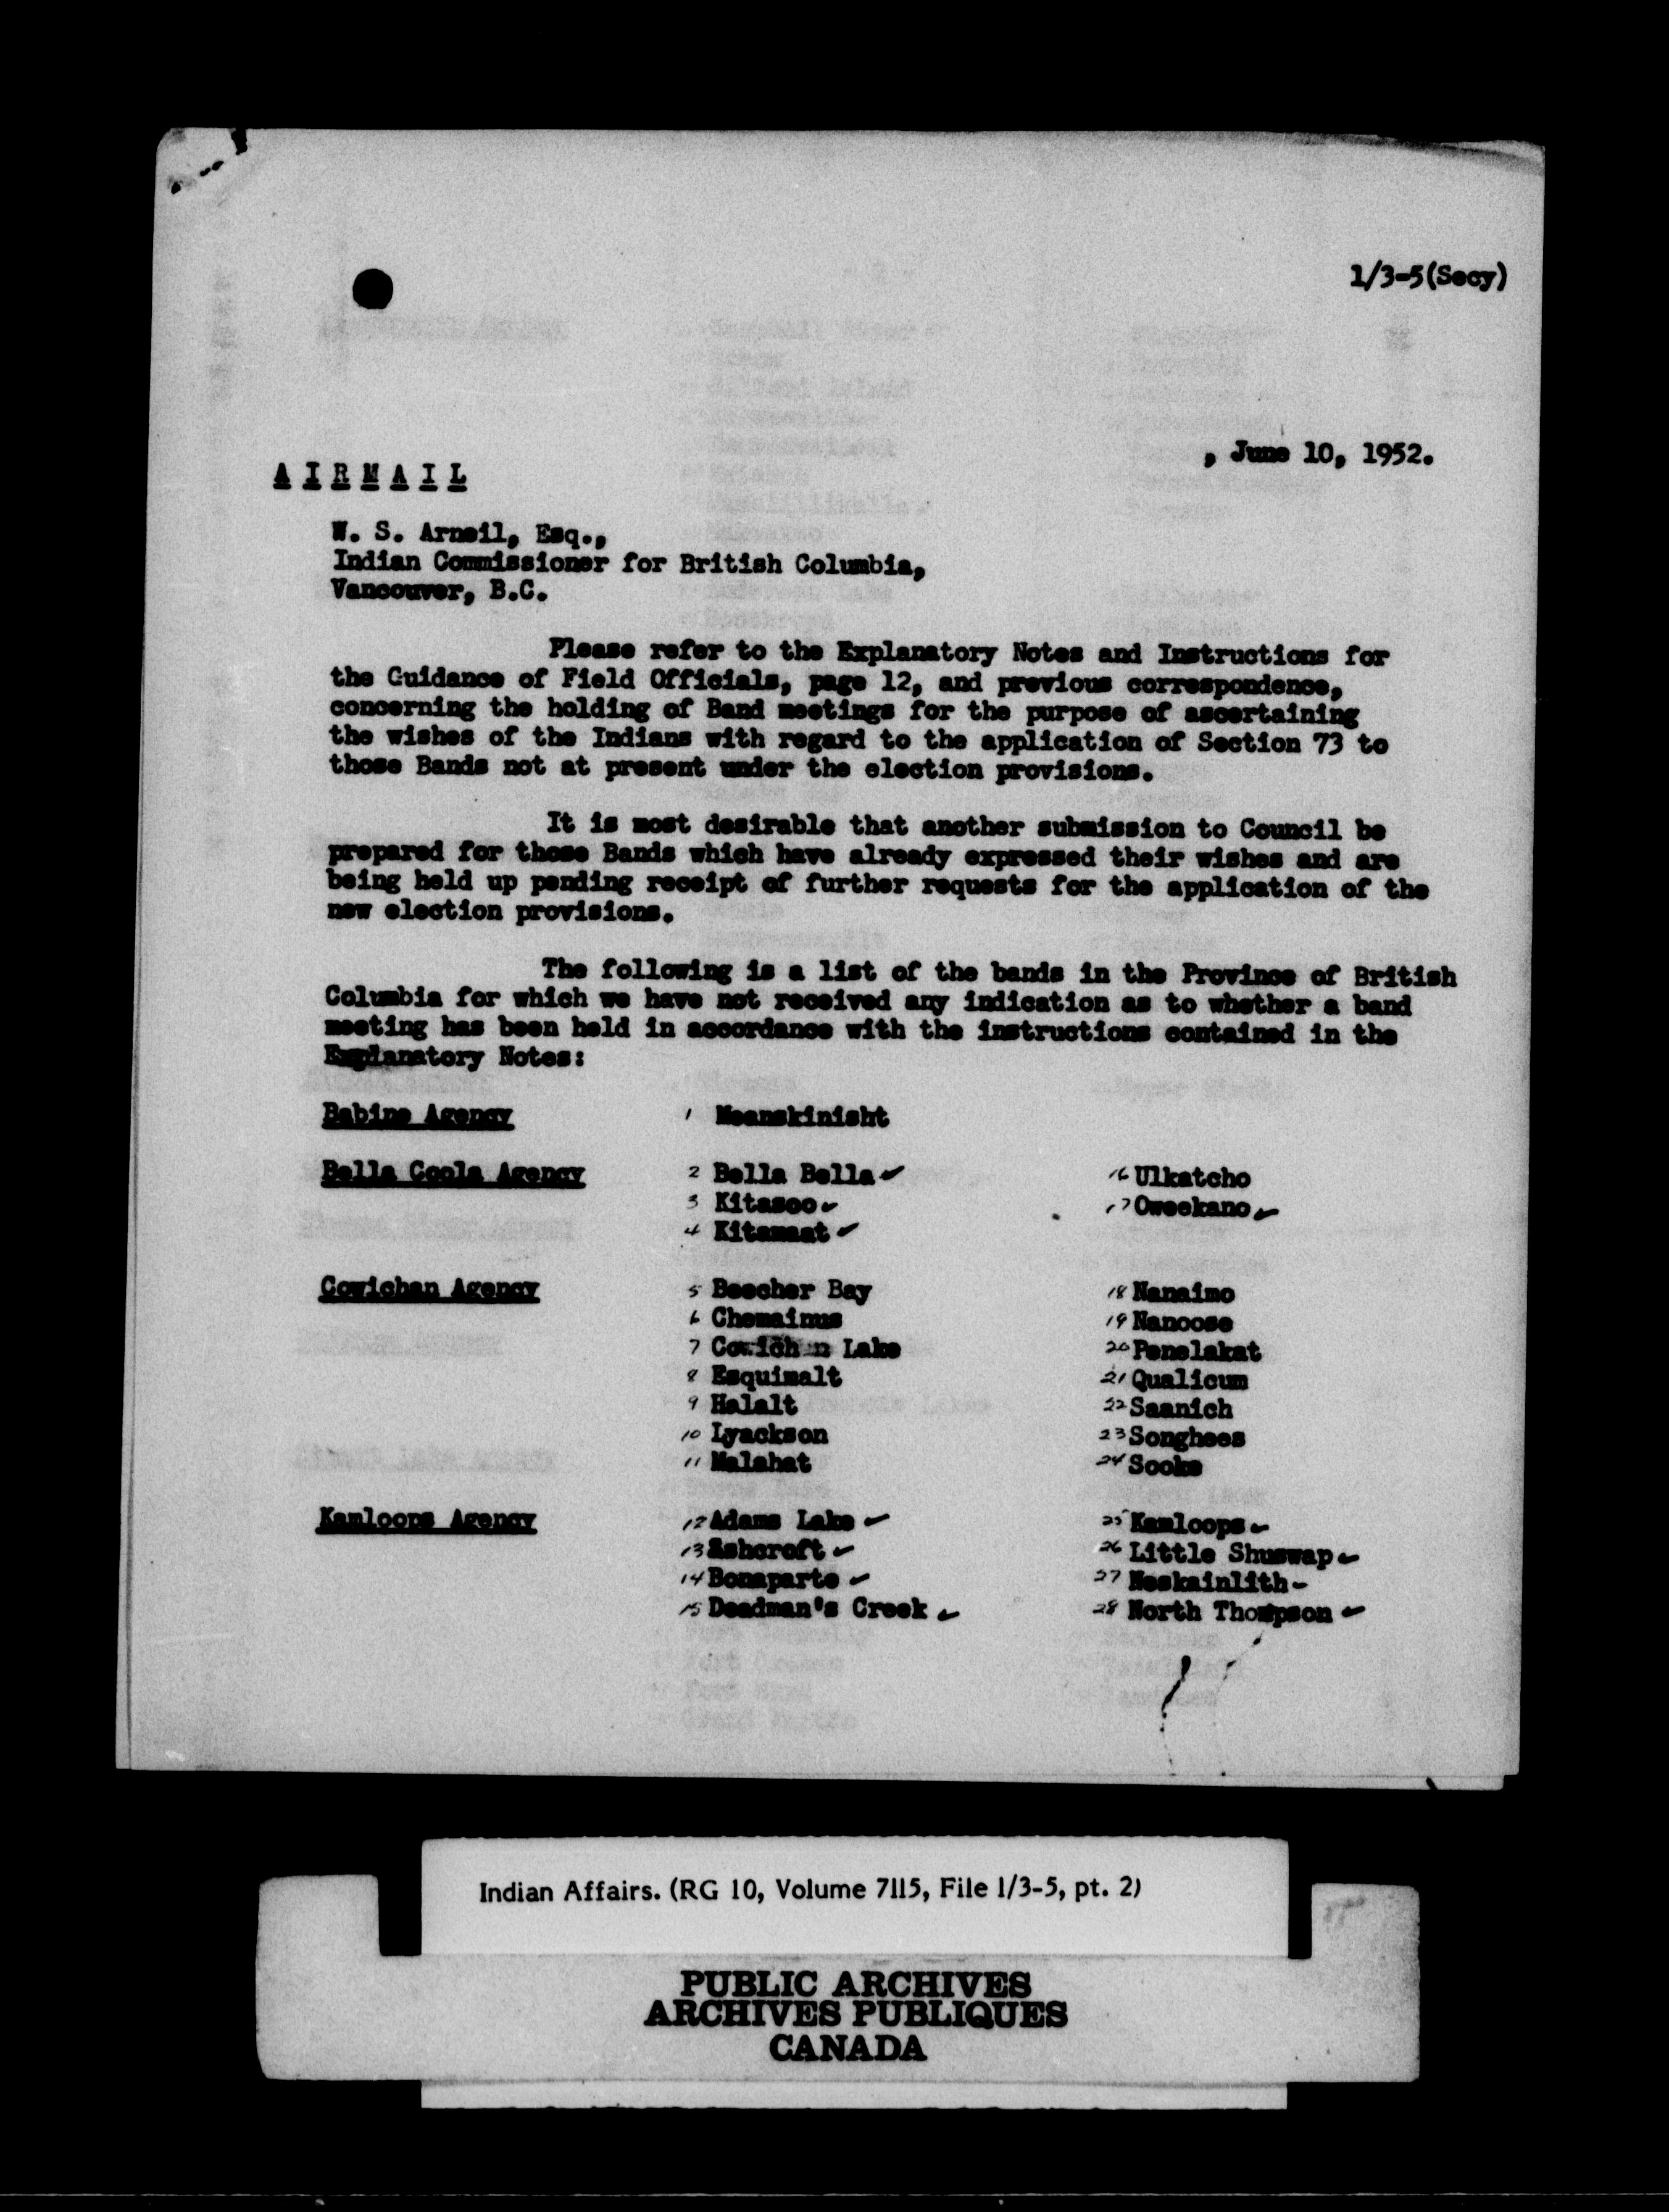 1/3-5(Secy)
, June 10, 1952.
A I R M A I L
W. S. Arneil, Esq.,
Indian Commissioner for British Columbia,
Vancouver, B.C.
Please refer to the Explanatory Notes and Instructions for
the Guidance of Field Officials, page 12, and previous correspondence,
concerning the holding of Band meetings for the purpose of ascertaining
the wishes of the Indians with regard to the application of Section 73 to
those Bands not at present under the election provisions.
It is most desirable that another submission to Council be
prepared for those Bands which have already expressed their wishes and are
being held up pending receipt of further requests for the application of the
new election provisions.
The following is a list of the bands in the Province of British
Columbia for which we have not received any indication as to whether a band
meeting has been held in accordance with the instructions contained in the
Explanatory Notes:
Babine Agency 1 Meanskinisht
Bella Coola Agency 2 Bella Bella ✓ 16 Ulkatcho
3 Kitasoo ✓ 17 Oweekano ✓
4 Kitamaat ✓
Cowichan Agency 5 Beecher Bay 18 Nanaimo
6 Chemainus 19 Nanoose
7 Cowichan Lake 20 Penelakat
8 Esquimalt 21 Qualicum
9 Halalt 22 Saanich
10 Lyackson 23 Songhees
11 Malahat 24 Sooke
Kamloops Agency 12 Adams Lake ✓ 25 Kamloops ✓
13 Ashcroft ✓ 26 Little Shuswap ✓
14 Bonaparte ✓ 27 Neskainlith -
15 Deadman's Creek ✓ 28 North Thompson ✓
Indian Affairs. (RG 10, Volume 7115, File 1/3-5, pt. 2)
PUBLIC ARCHIVES
ARCHIVES PUBLIQUES
CANADA